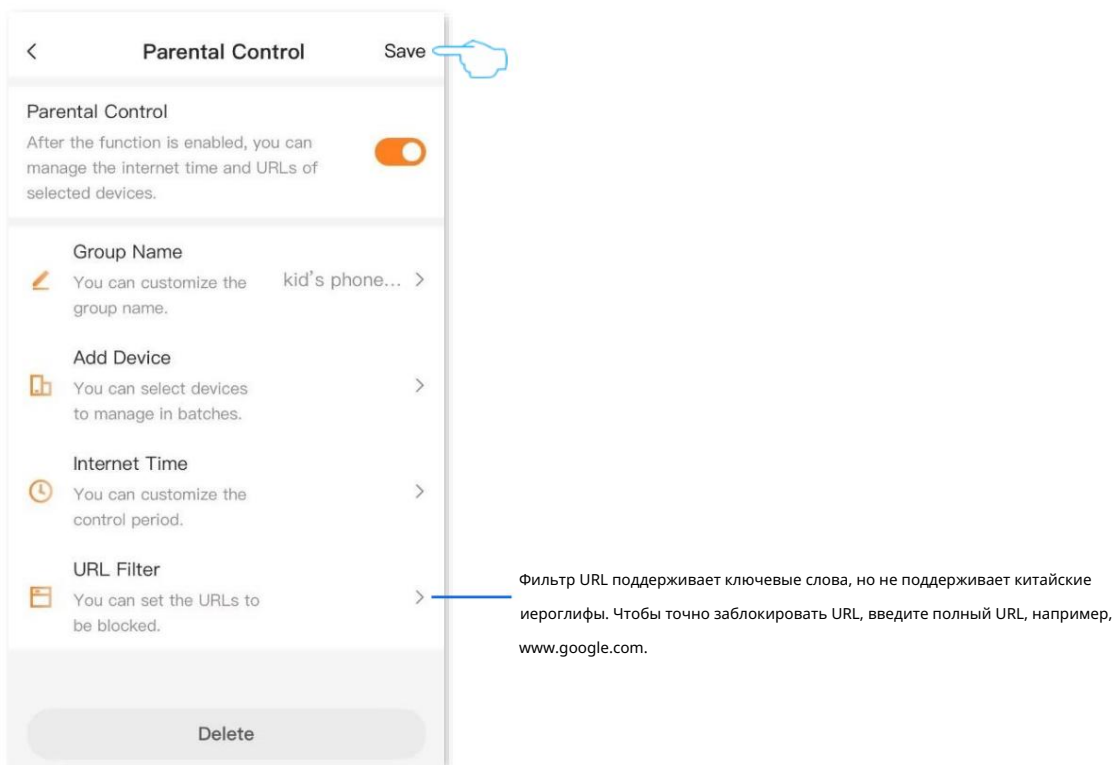 Parental Control
Save
Parental Control
After the function is enabled, you can
manage the internet time and URLs of
selected devices.
Group Name
You can customize the
group name.
kid's phone...
Add Device
You can select devices
to manage in batches.
Internet Time
You can customize the
control period.
URL Filter
You can set the URLs to
be blocked.
Фильтр URL поддерживает ключевые слова, но не поддерживает китайские
иероглифы. Чтобы точно заблокировать URL, введите полный URL, например,
www.google.com.
Delete